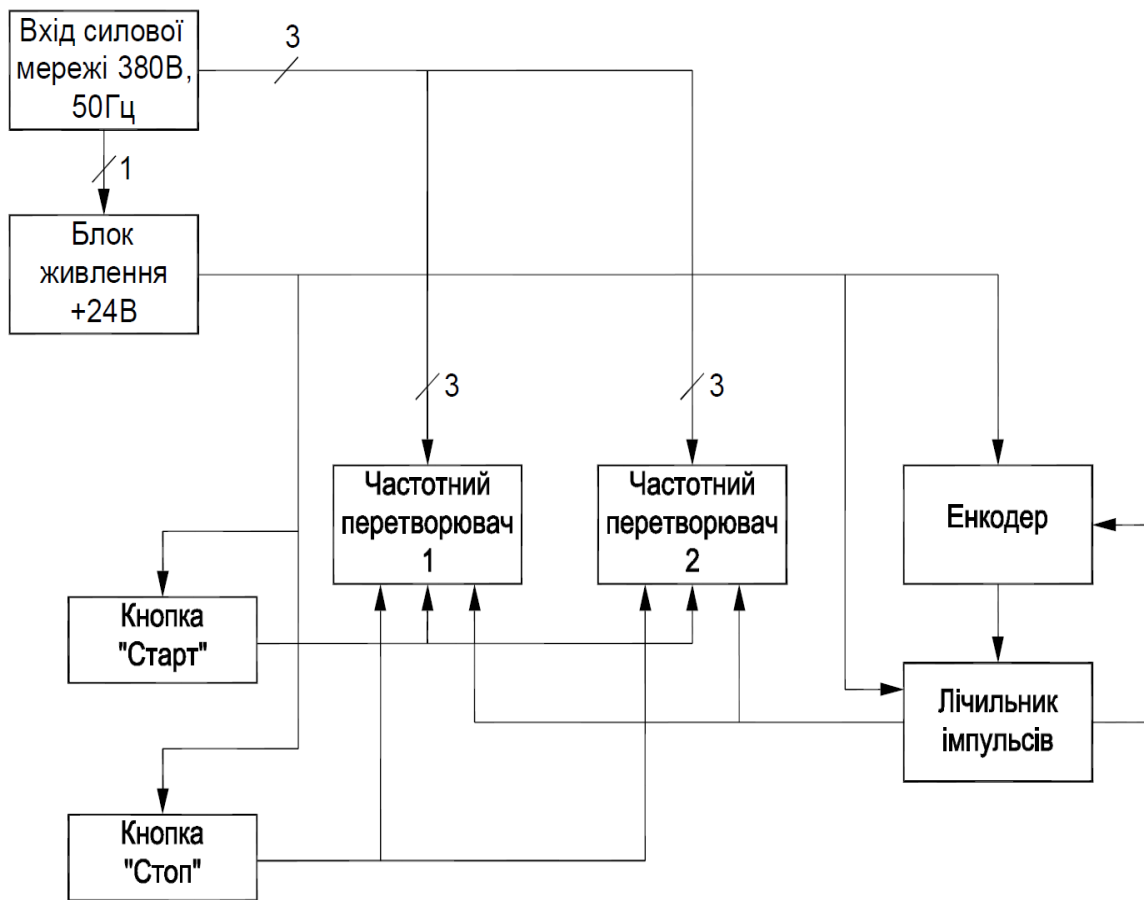 Вхід силової
мережі 380В,
50Гц
3
1
Блок
живлення
+24В
3
3
Частотний
перетворювач
1
Частотний
перетворювач
2
Енкодер
Кнопка
"Старт"
Лічильник
імпульсів
Кнопка
"Стоп"